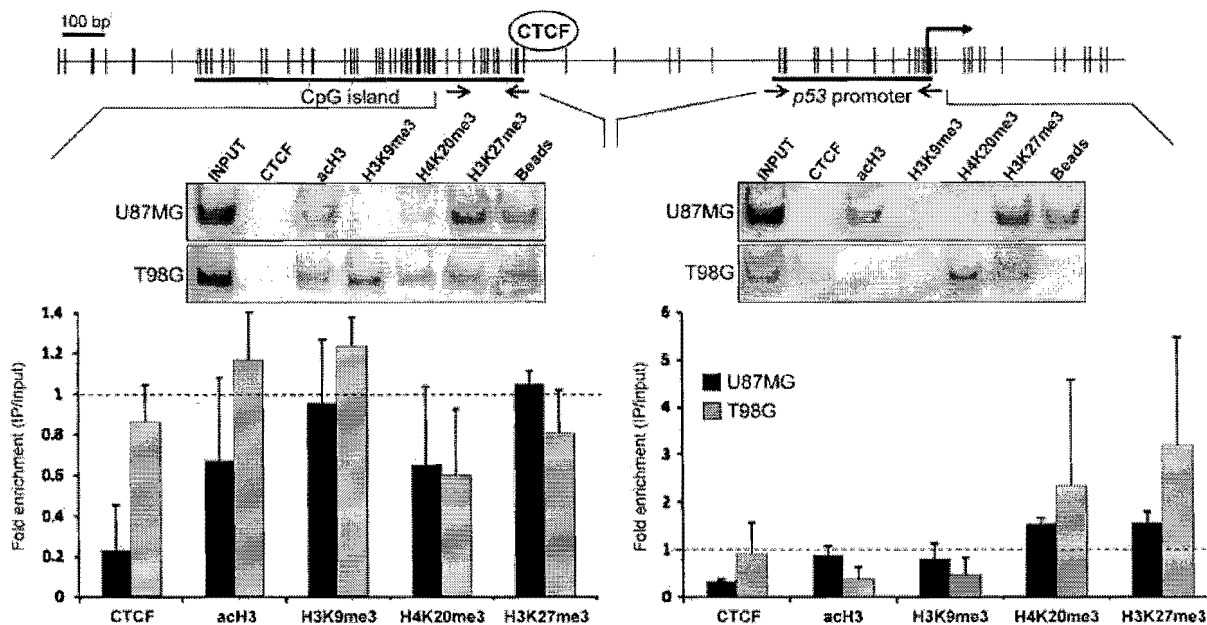 100 bp
CTCF
CpG island
p53 promoter
INPUT
CTCF
acH3
H3K9me3
H4K20me3
H3K27me3
Beads
U87MG
T98G
INPUT
CTCF
acH3
H3K9me3
H4K20me3
H3K27me3
Beads
U87MG
T98G
Fold enrichment (IP/input)
1.4
1.2
1
0.8
0.6
0.4
0.2
0
CTCF
acH3
H3K9me3
H4K20me3
H3K27me3
Fold enrichment (IP/input)
6
5
4
3
2
1
0
U87MG
T98G
CTCF
acH3
H3K9me3
H4K20me3
H3K27me3